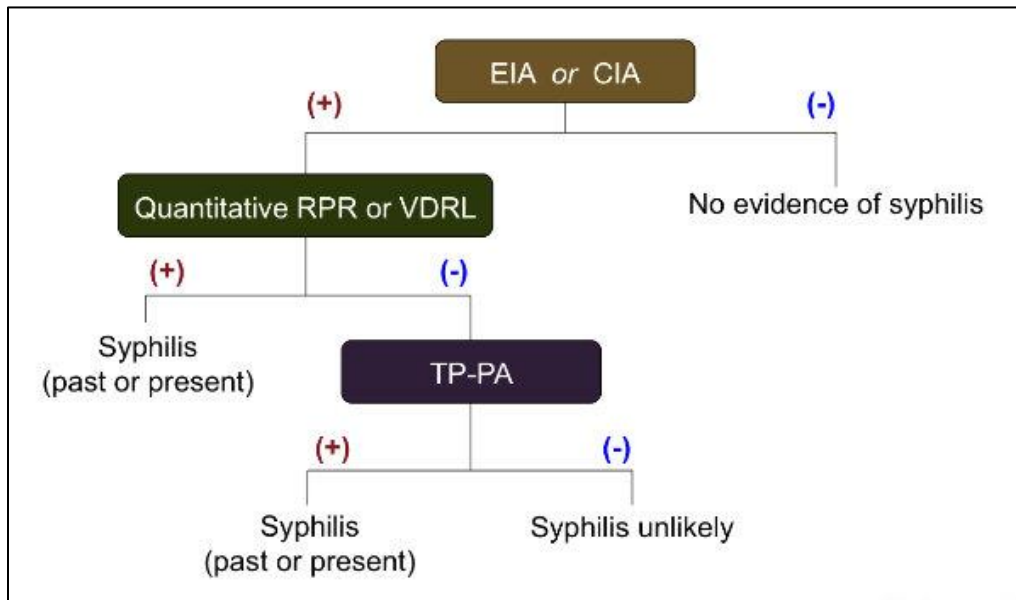 EIA or CIA
(+)
(-)
Quantitative RPR or VDRL
No evidence of syphilis
(+)
(-)
Syphilis
(past or present)
TP-PA
(+)
(-)
Syphilis
(past or present)
Syphilis unlikely